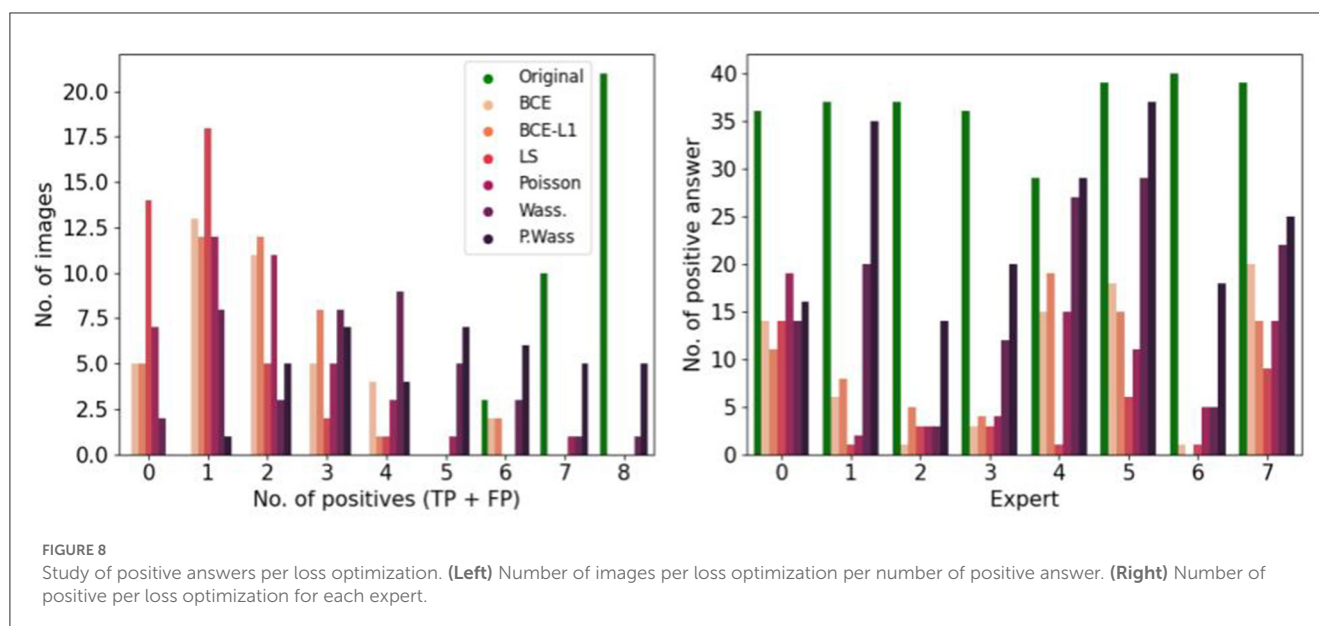 No. of images
20.0
17.5
15.0
12.5
10.0
7.5
5.0
2.5
0.0
0 1 2 3 4 5 6 7 8
No. of positives (TP + FP)
Original
BCE
BCE-L1
LS
Poisson
Wass.
P.Wass
No. of positive answer
40
35
30
25
20
15
10
5
0
0 1 2 3 4 5 6 7
Expert
FIGURE 8
Study of positive answers per loss optimization. (Left) Number of images per loss optimization per number of positive answer. (Right) Number of
positive per loss optimization for each expert.